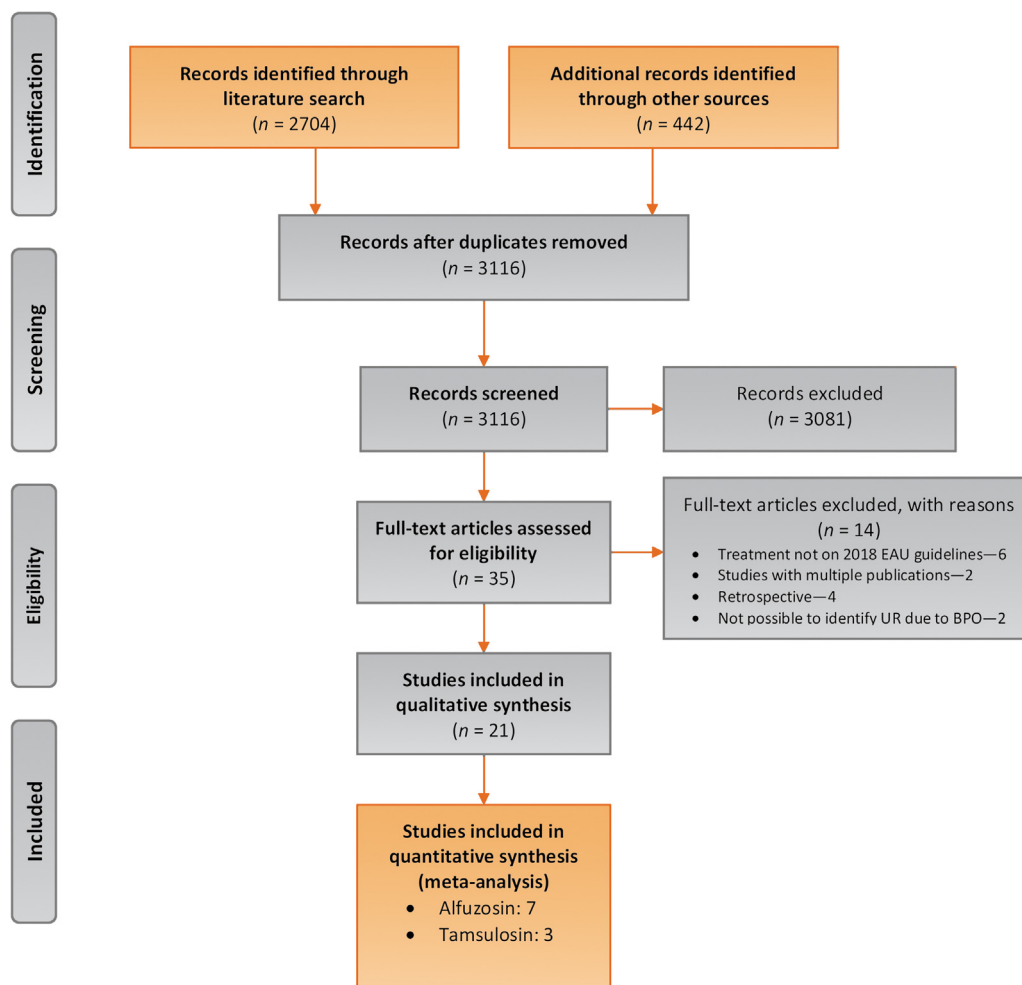 Identification
Records identified through
literature search
(n = 2704)
Additional records identified
through other sources
(n = 442)
Records after duplicates removed
(n = 3116)
Screening
Records screened
(n = 3116)
Records excluded
(n = 3081)
Eligibility
Full-text articles assessed
for eligibility
(n = 35)
Full-text articles excluded, with reasons
(n = 14)
• Treatment not on 2018 EAU guidelines—6
• Studies with multiple publications—2
• Retrospective—4
• Not possible to identify UR due to BPO—2
Studies included in
qualitative synthesis
(n = 21)
Included
Studies included in
quantitative synthesis
(meta-analysis)
• Alfuzosin: 7
• Tamsulosin: 3